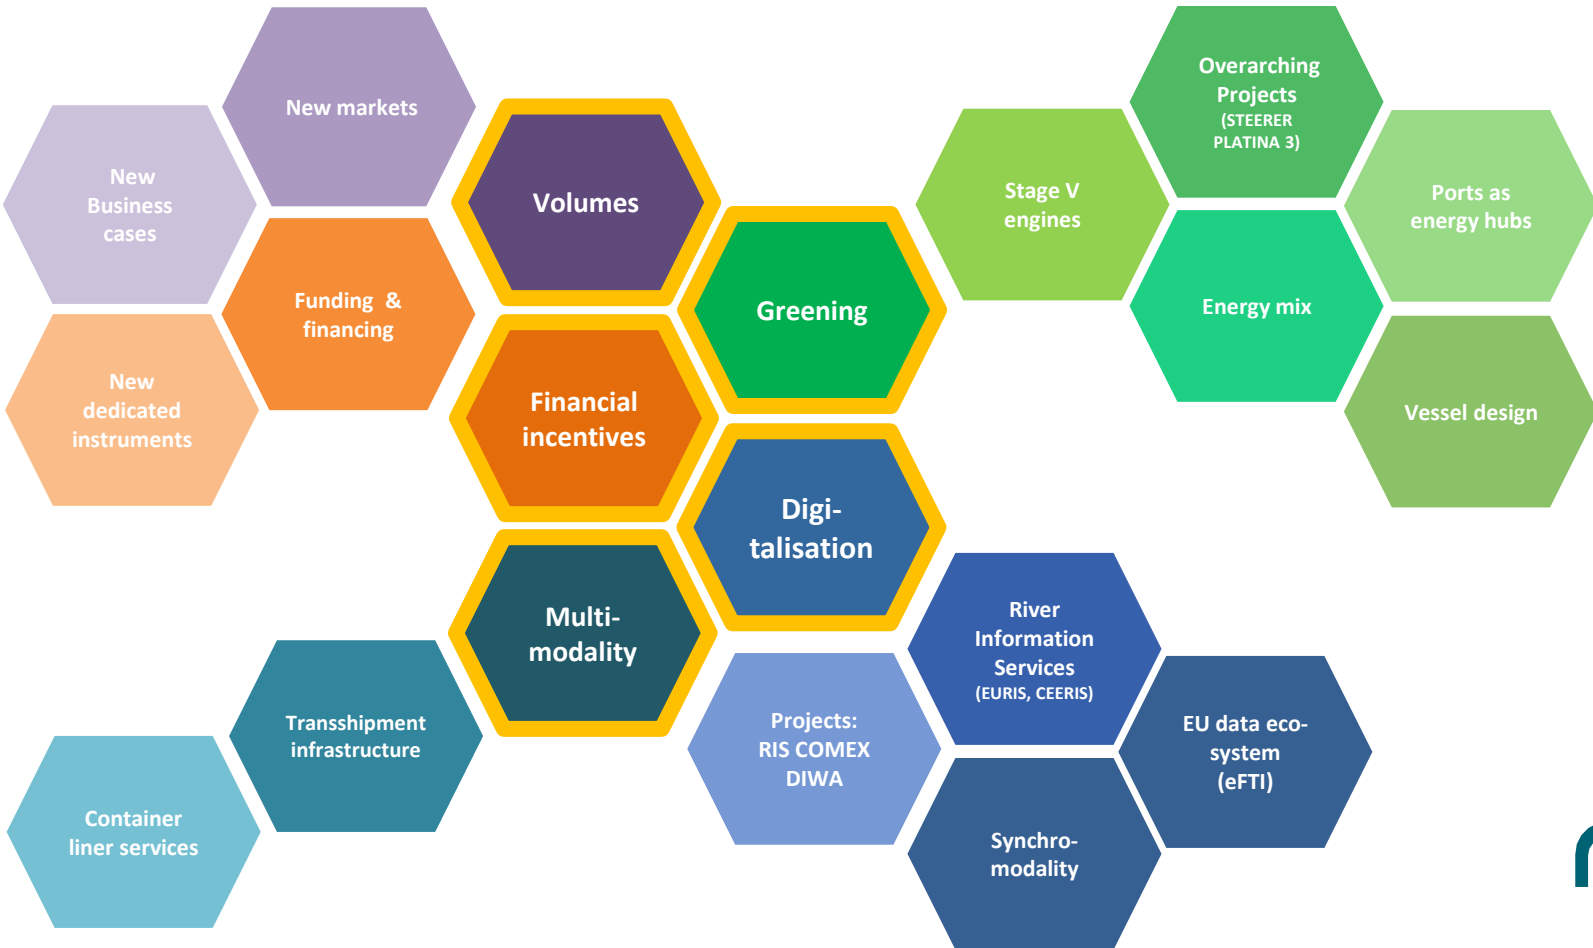 New markets
New
Business
cases
Volumes
Funding & 
financing
New
dedicated
instruments
Financial
incentives
Greening
Stage V
engines
Overarching
Projects
(STEERER
PLATINA 3)
Ports as
energy hubs
Energy mix
Vessel design
Digi-
talisation
Multi-
modality
Transshipment
infrastructure
Container
liner services
Projects:
RIS COMEX
DIWA
River
Information
Services
(EURIS, CEERIS)
EU data eco-
system
(eFTI)
Synchro-
modality